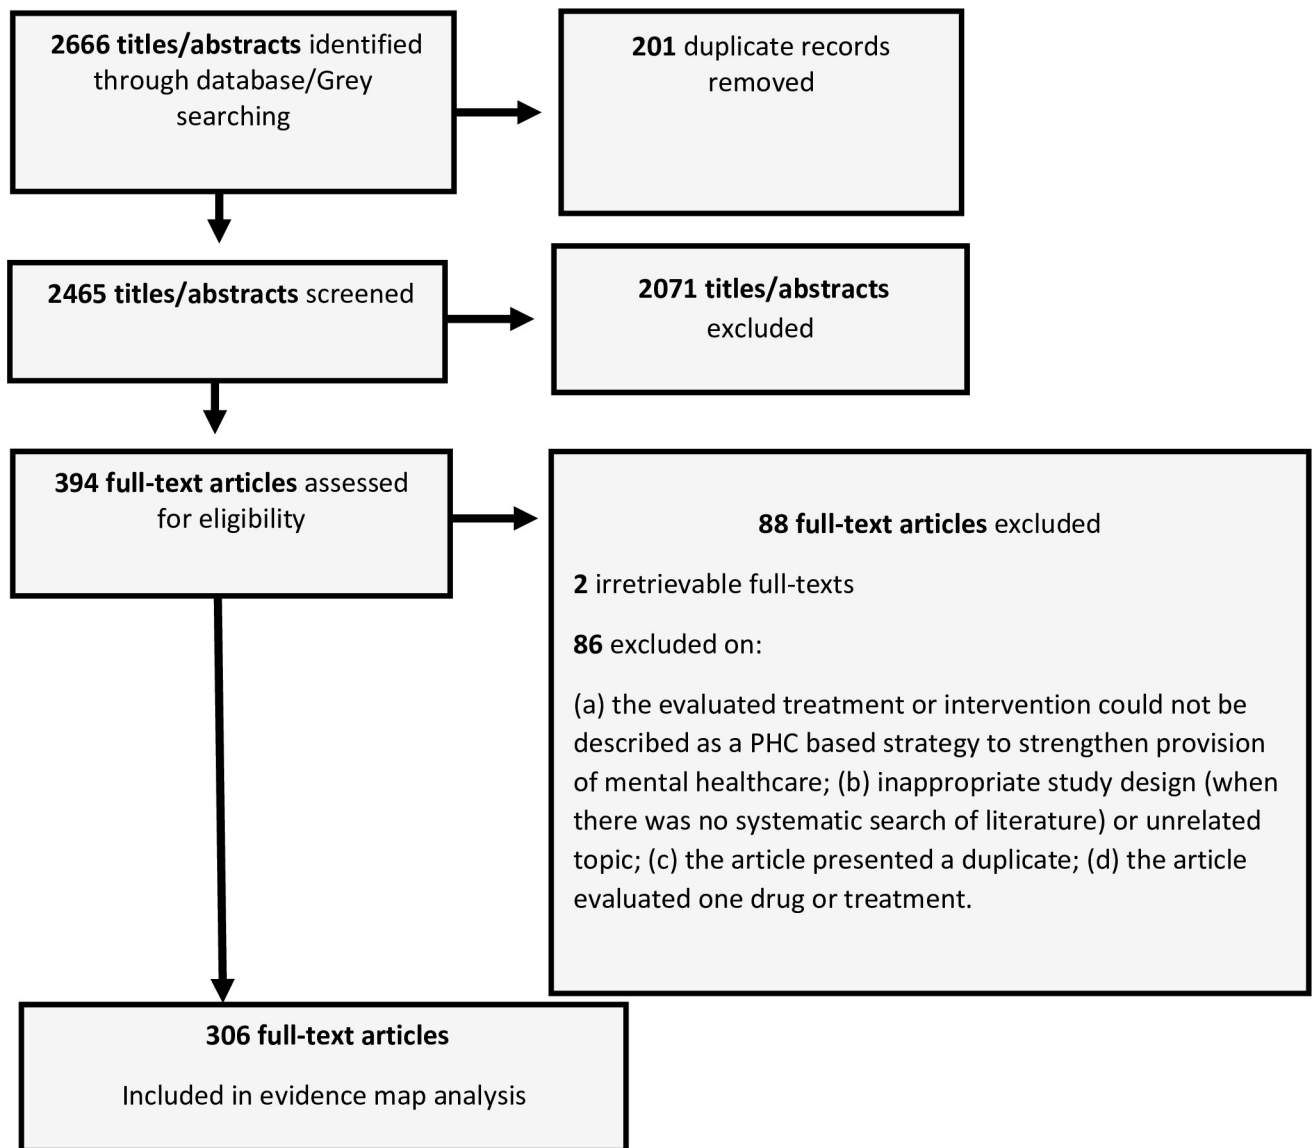 2666 titles/abstracts identified
through database/Grey
searching
201 duplicate records
removed
2465 titles/abstracts screened
2071 titles/abstracts
excluded
394 full-text articles assessed
for eligibility
88 full-text articles excluded
2 irretrievable full-texts
86 excluded on:
(a) the evaluated treatment or intervention could not be
described as a PHC based strategy to strengthen provision
of mental healthcare; (b) inappropriate study design (when
there was no systematic search of literature) or unrelated
topic; (c) the article presented a duplicate; (d) the article
evaluated one drug or treatment.
306 full-text articles
Included in evidence map analysis